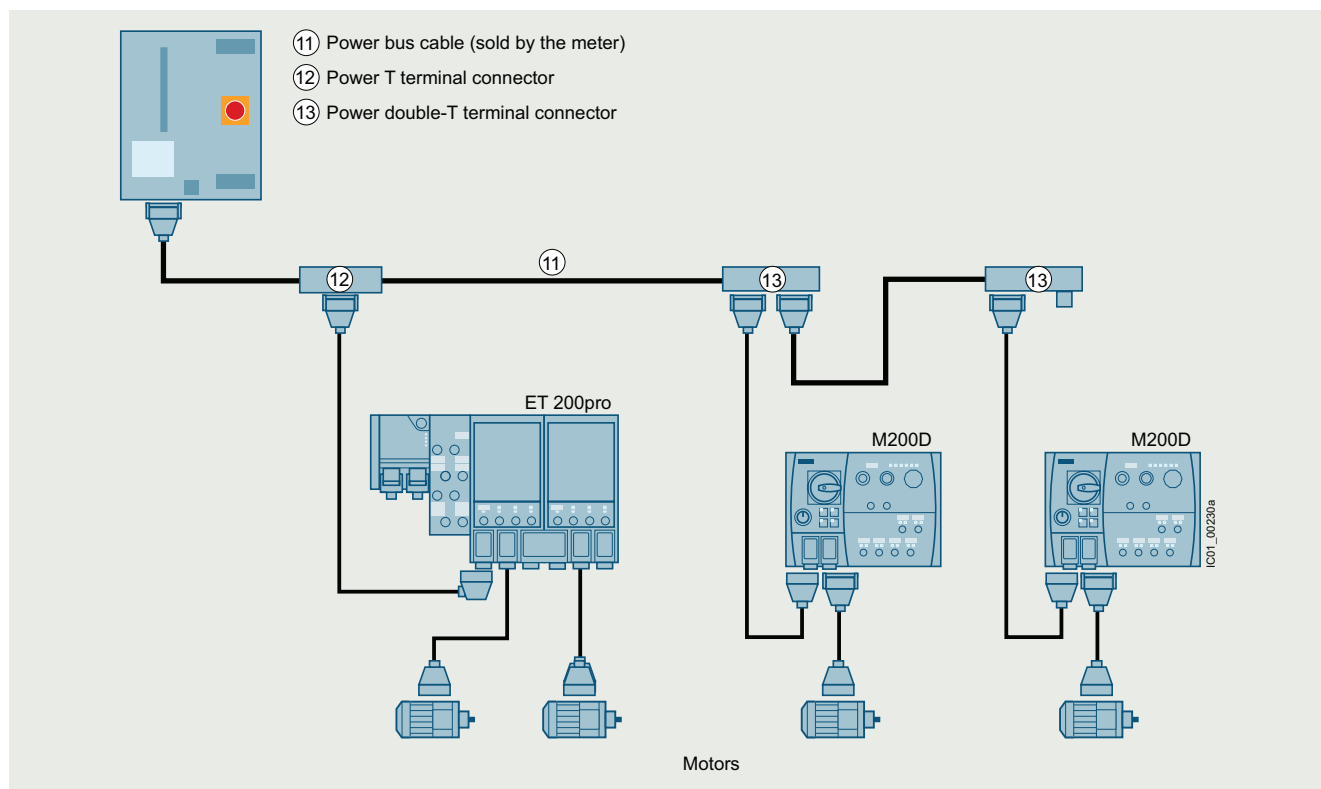 11 Power bus cable (sold by the meter)
12 Power T terminal connector
13 Power double-T terminal connector
12
11
13
13
ET 200pro
M200D
M200D
IC01_00230a
Motors